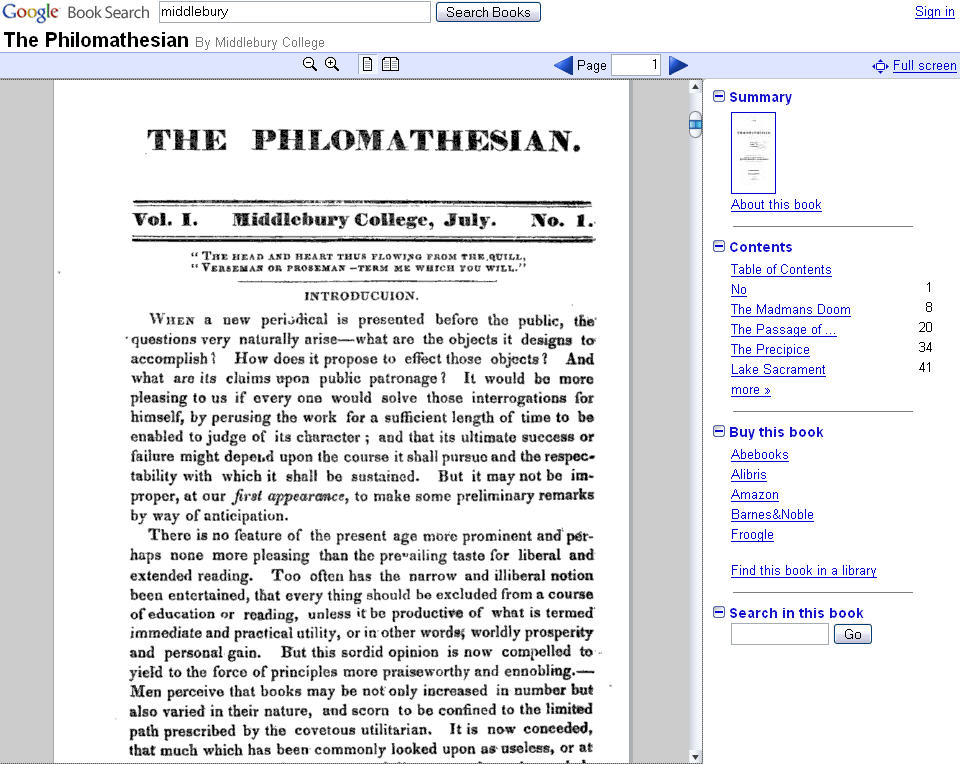 Google Book Search middlebury Search Books Sign in
The Philomathesian By Middlebury College
Page 1 Full screen
THE PHLOMATHESIAN.
Vol. I. Middlebury College, July. No. 1.
"THE HEAD AND HEART THUS FLOWING FROM THE QUILL,
"VERSEMAN OR PROSEMAN—TERM ME WHICH YOU WILL."
INTRODUCUION.
WHEN a new periodical is presented before the public, the
questions very naturally arise—what are the objects it designs to
accomplish? How does it propose to effect those objects? And
what are its claims upon public patronage? It would be more
pleasing to us if every one would solve those interrogations for
himself, by perusing the work for a sufficient length of time to be
enabled to judge of its character; and that its ultimate success or
failure might depend upon the course it shall pursue and the respec-
tability with which it shall be sustained. But it may not be im-
proper, at our first appearance, to make some preliminary remarks
by way of anticipation.
There is no feature of the present age more prominent and per-
haps none more pleasing than the prevailing taste for liberal and
extended reading. Too often has the narrow and illiberal notion
been entertained, that every thing should be excluded from a course
of education or reading, unless it be productive of what is termed
immediate and practical utility, or in other words, worldly prosperity
and personal gain. But this sordid opinion is now compelled to
yield to the force of principles more praiseworthy and ennobling.—
Men perceive that books may be not only increased in number but
also varied in their nature, and scorn to be confined to the limited
path prescribed by the covetous utilitarian. It is now conceded,
that much which has been commonly looked upon as useless, or at
Summary
About this book
Contents
Table of Contents
No 1
The Madmans Doom 8
The Passage of ... 20
The Precipice 34
Lake Sacrament 41
more »
Buy this book
Abebooks
Alibris
Amazon
Barnes&Noble
Froogle
Find this book in a library
Search in this book
Go